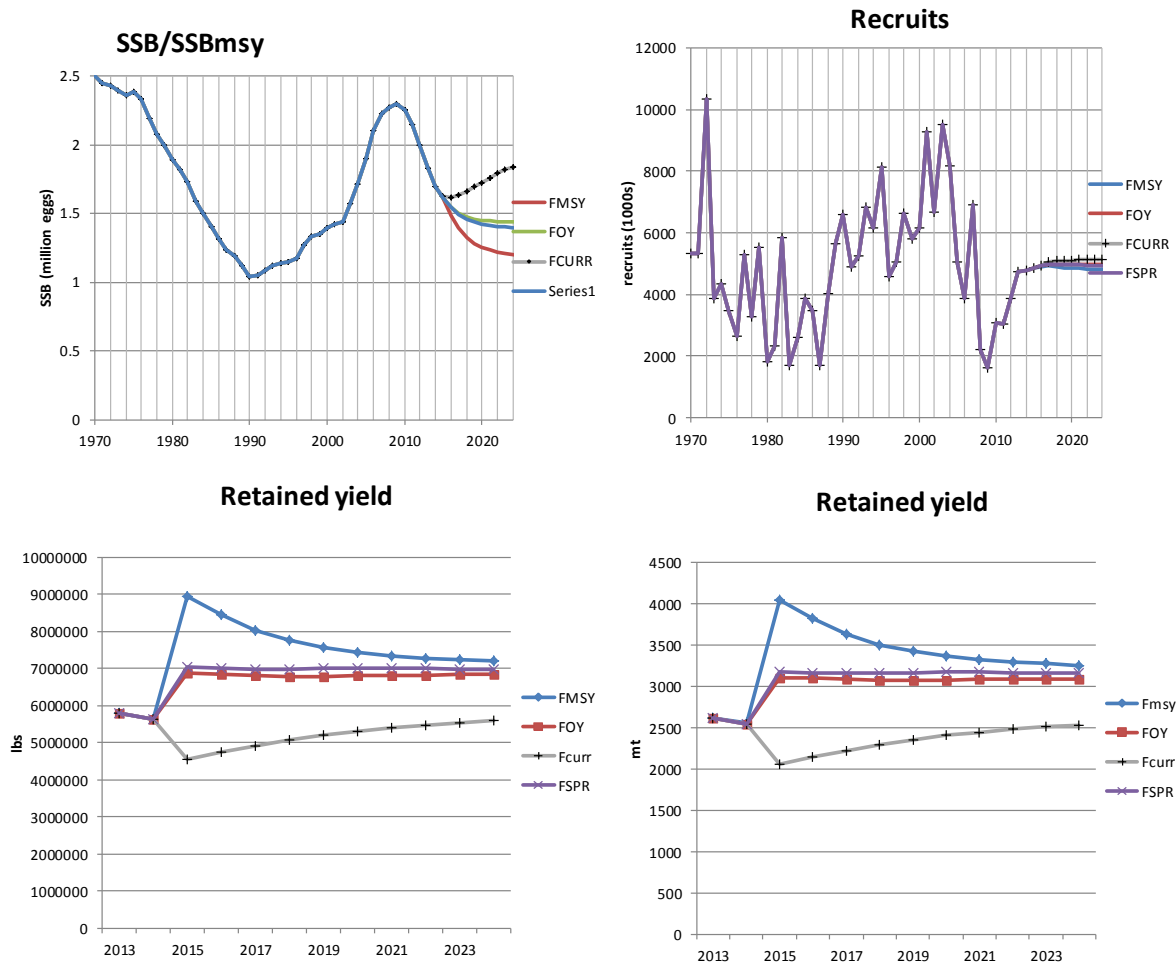 SSB/SSBmsy
SSB (million eggs)
2.5
2
1.5
1
0.5
0
1970
1980
1990
2000
2010
2020
FMSY
FOY
FCURR
Series1
Recruits
recruits (1000s)
12000
10000
8000
6000
4000
2000
0
1970
1980
1990
2000
2010
2020
FMSY
FOY
FCURR
FSPR
Retained yield
lbs
10000000
9000000
8000000
7000000
6000000
5000000
4000000
3000000
2000000
1000000
0
2013
2015
2017
2019
2021
2023
FMSY
FOY
Fcurr
FSPR
Retained yield
mt
4500
4000
3500
3000
2500
2000
1500
1000
500
0
2013
2015
2017
2019
2021
2023
Fmsy
FOY
Fcurr
FSPR